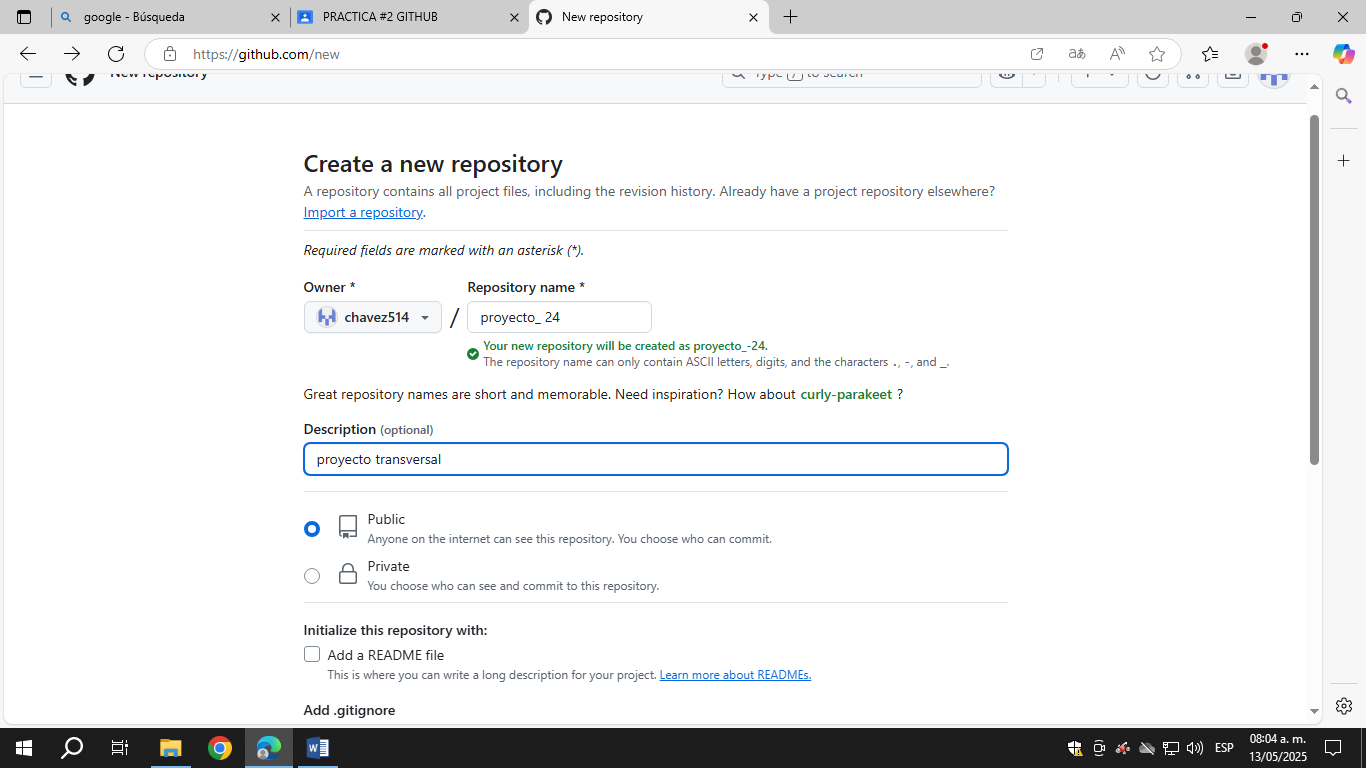 google - Búsqueda
PRACTICA #2 GITHUB
New repository
https://github.com/new
New repository
Type / to search
Create a new repository
A repository contains all project files, including the revision history. Already have a project repository elsewhere?
Import a repository.
Required fields are marked with an asterisk (*).
Owner *
Repository name *
chavez514
/
proyecto_ 24
Your new repository will be created as proyecto_-24.
The repository name can only contain ASCII letters, digits, and the characters ., -, and _.
Great repository names are short and memorable. Need inspiration? How about curly-parakeet ?
Description (optional)
proyecto transversal
Public
Anyone on the internet can see this repository. You choose who can commit.
Private
You choose who can see and commit to this repository.
Initialize this repository with:
Add a README file
This is where you can write a long description for your project. Learn more about READMEs.
Add .gitignore
ESP
08:04 a. m.
13/05/2025